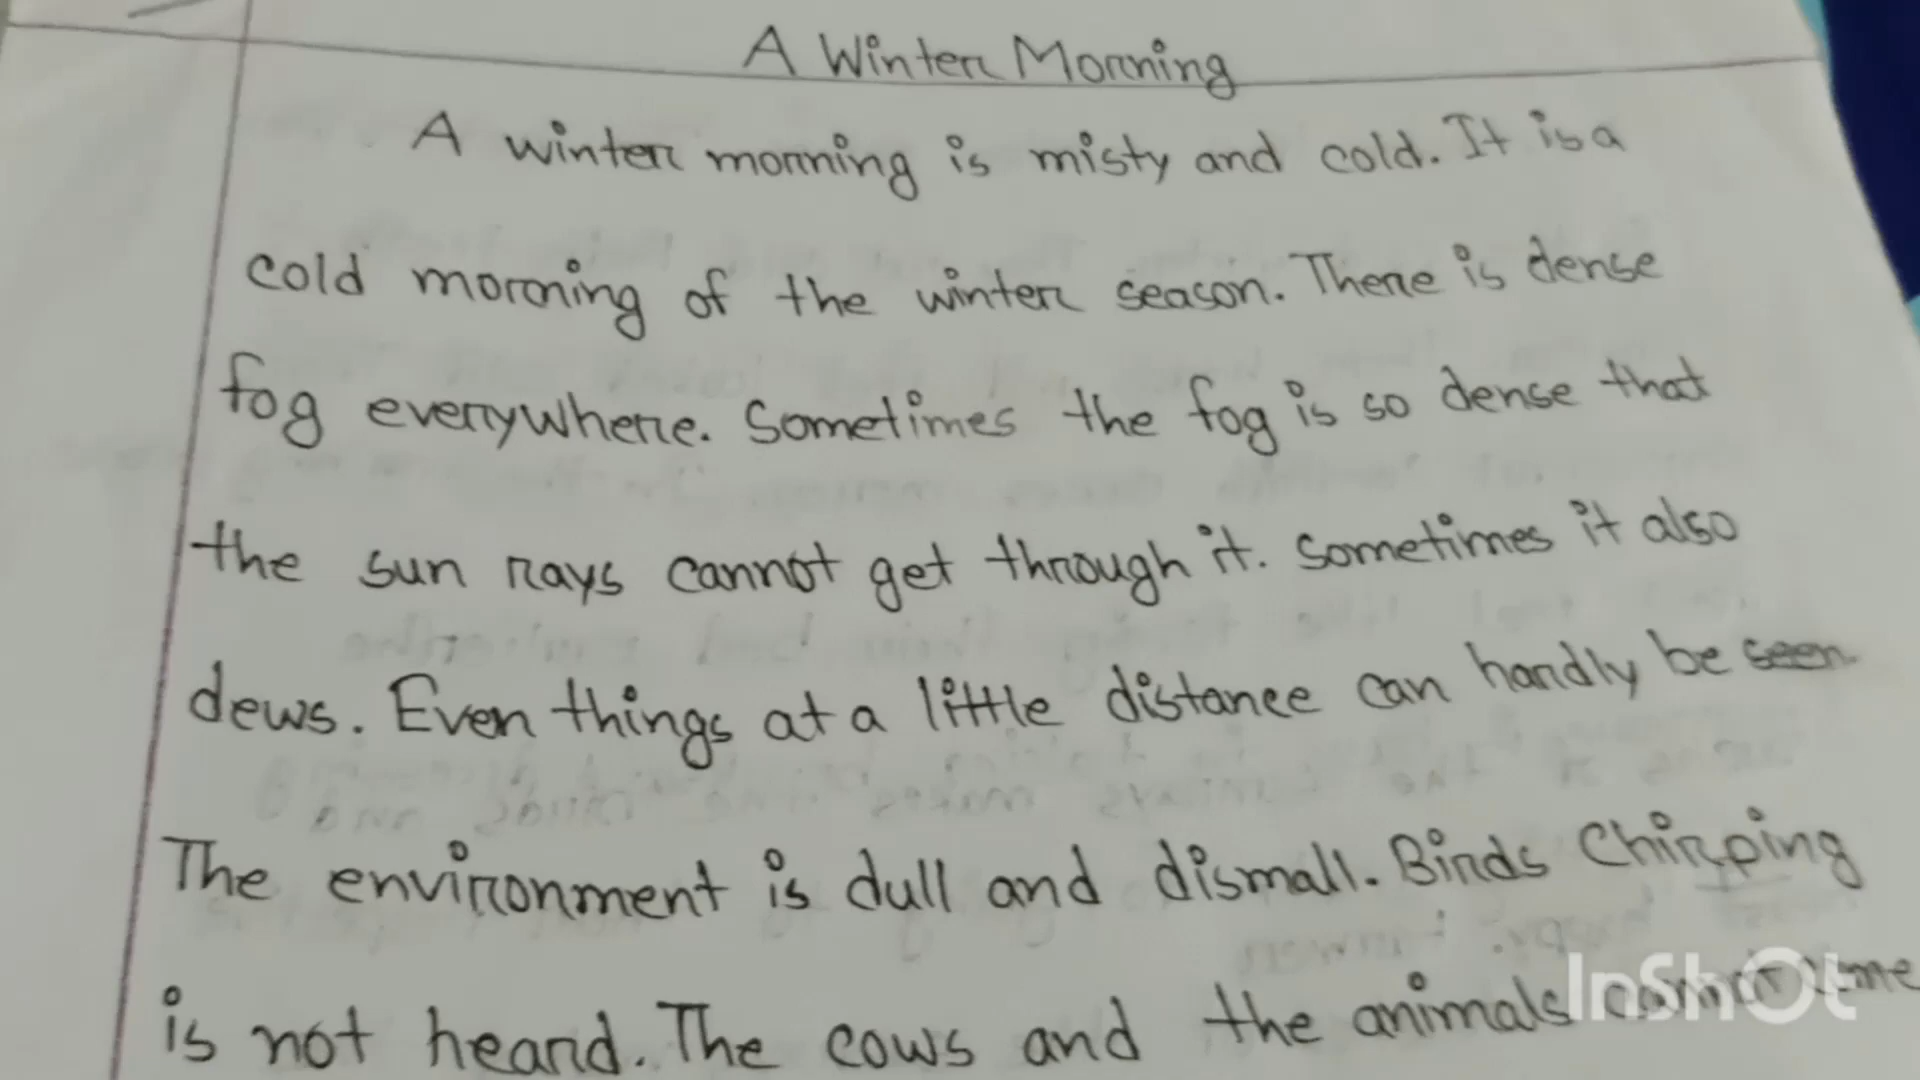 A Winter Morning
A winter morning is misty and cold. It is a
cold morning of the winter season. There is dense
fog everywhere. Sometimes the fog is so dense that
the sun rays cannot get through it. Sometimes it also
dews. Even things at a little distance can hardly be seen
The environment is dull and dismall. Birds Chirping
is not heard. The cows and the animals cannot come
InShOt